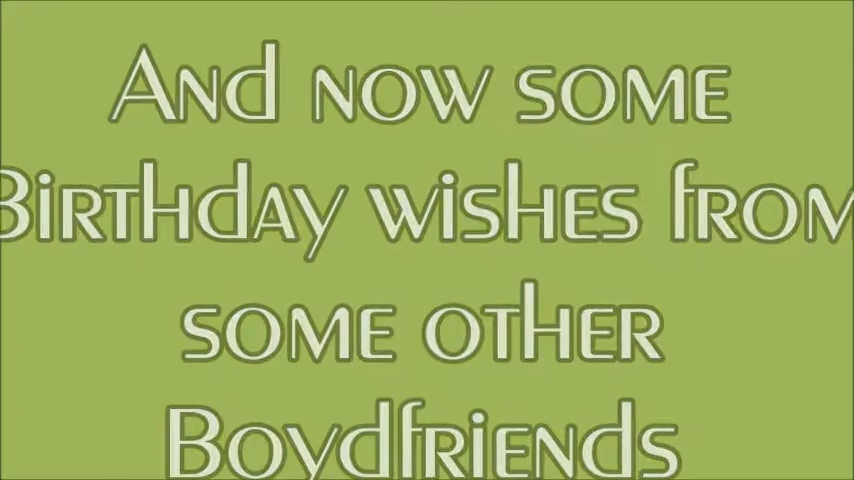 And now some
Birthday wishes from
some other
Boydfriends